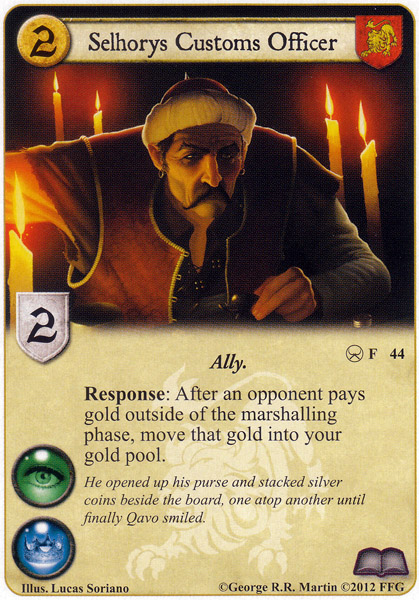 2
Selhorys Customs Officer
2
F 44
Ally.
Response: After an opponent pays
gold outside of the marshalling
phase, move that gold into your
gold pool.
He opened up his purse and stacked silver
coins beside the board, one atop another until
finally Qavo smiled.
Illus. Lucas Soriano
©George R.R. Martin ©2012 FFG